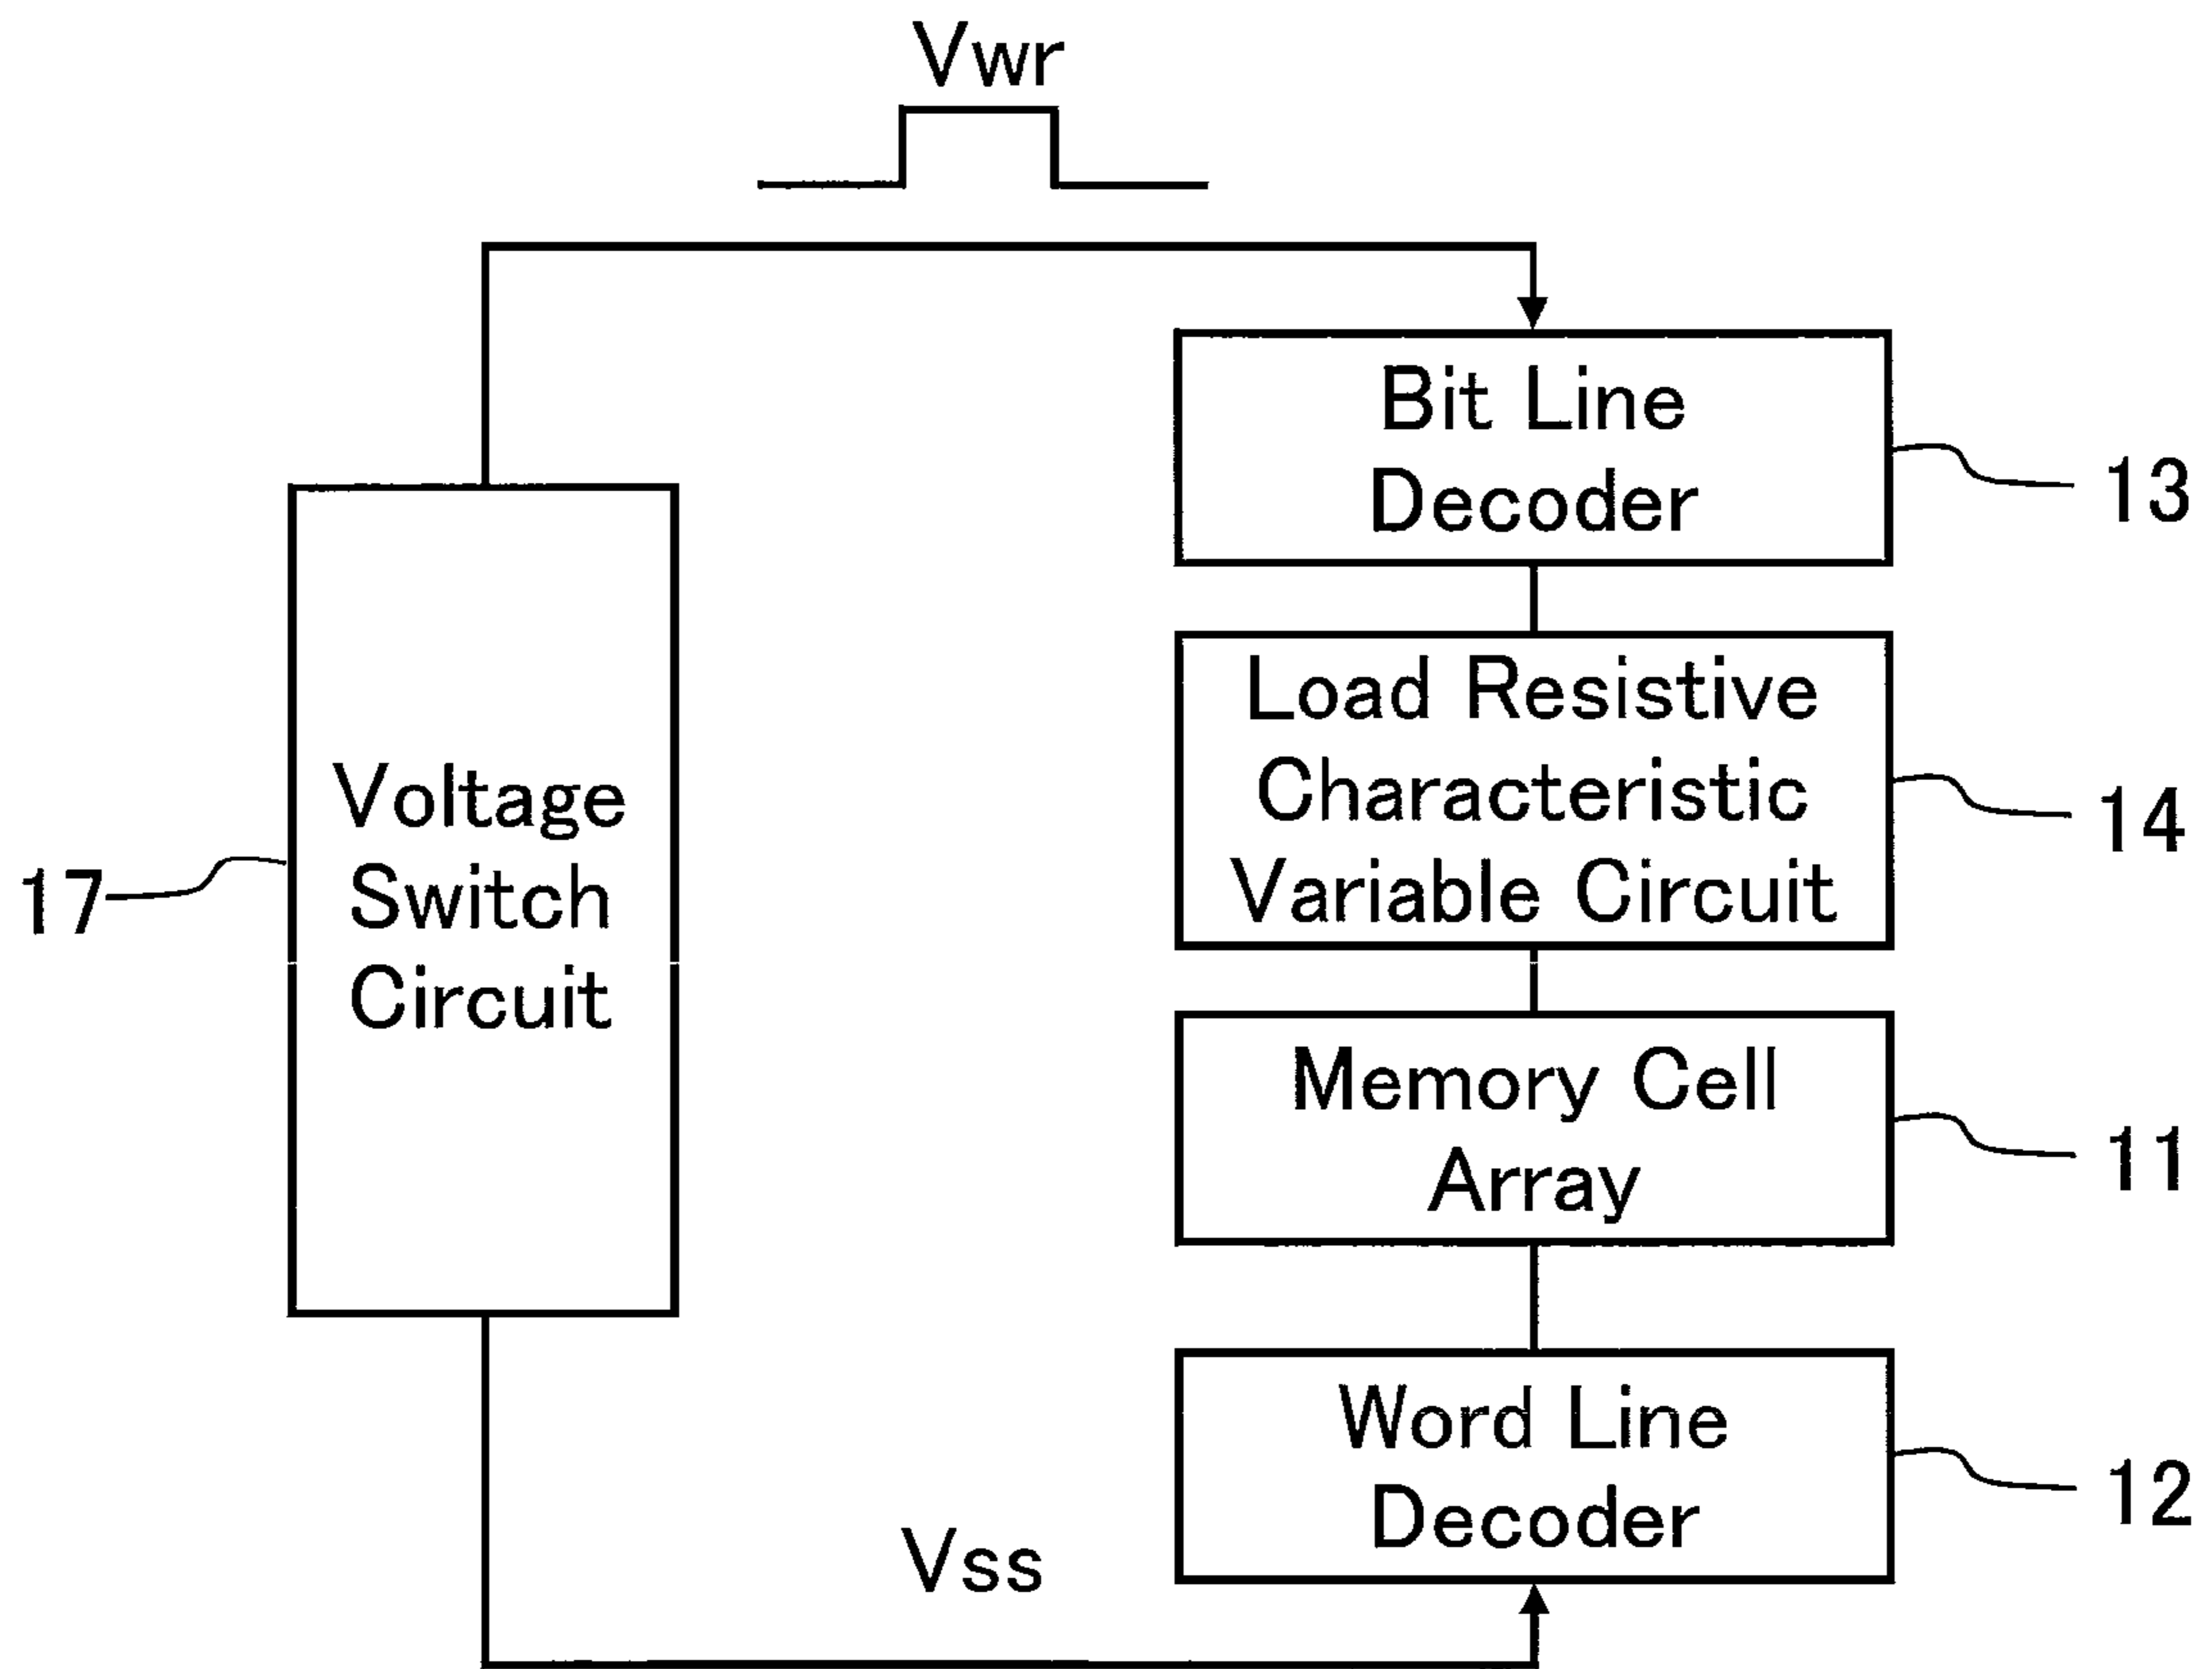 Vwr
Bit Line
Decoder
13
Load Resistive
Characteristic
Variable Circuit
14
Voltage
Switch
Circuit
17
Memory Cell
Array
11
Word Line
Decoder
12
Vss